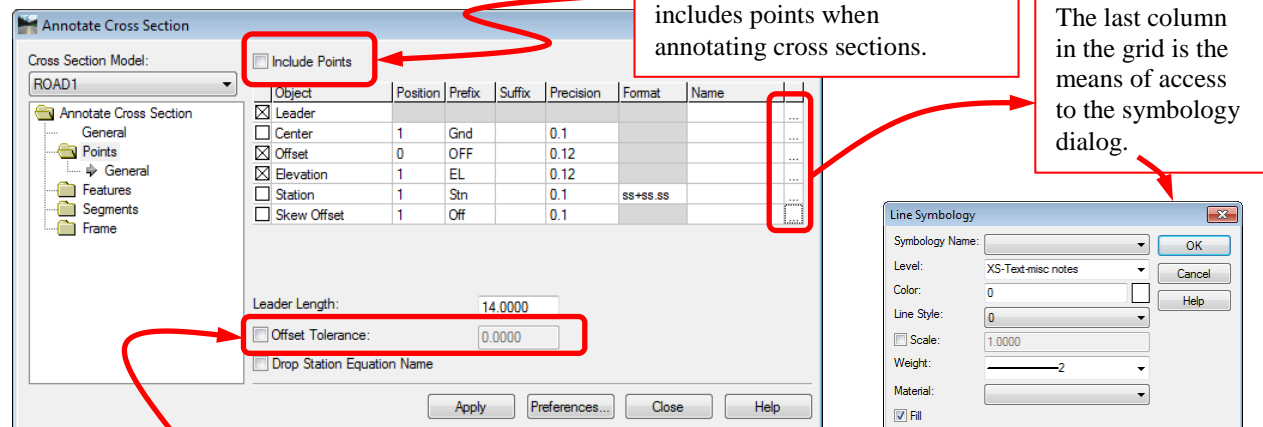 includes points when
annotating cross sections.
The last column
in the grid is the
means of access
to the symbology
dialog.
Annotate Cross Section
Cross Section Model:
ROAD1
Annotate Cross Section
General
Points
General
Features
Segments
Frame
Include Points
Object Position Prefix Suffix Precision Format Name
Leader ...
Center 1 Gnd 0.1 ...
Offset 0 OFF 0.12 ...
Elevation 1 EL 0.12 ...
Station 1 Stn 0.1 ss+ss.ss ...
Skew Offset 1 Off 0.1 ...
Leader Length: 14.0000
Offset Tolerance: 0.0000
Drop Station Equation Name
Apply Preferences... Close Help
Line Symbology
Symbology Name: OK
Level: XS-Text-misc notes Cancel
Color: 0 Help
Line Style: 0
Scale: 1.0000
Weight: 2
Material:
Fill